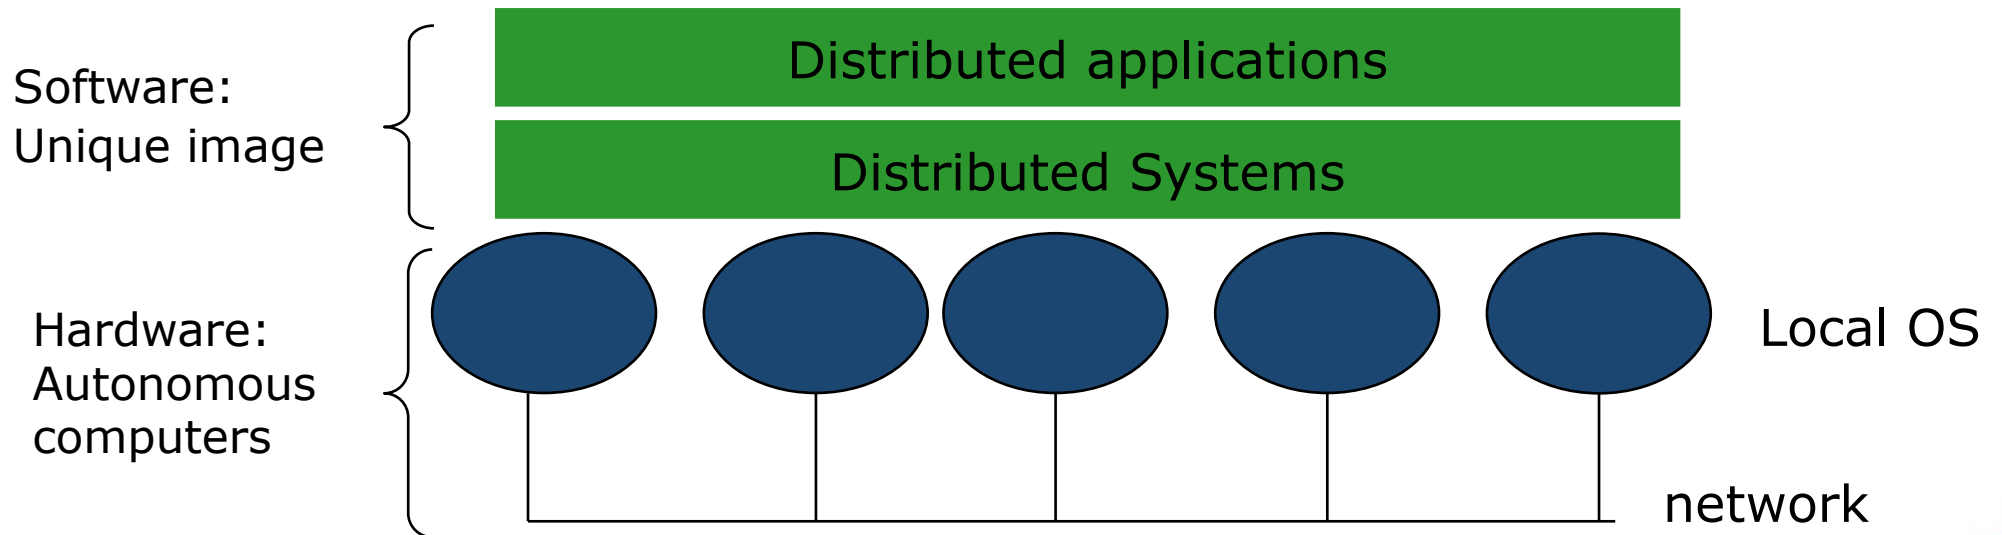 Distributed applications
Software:
Unique image
Distributed Systems
Hardware:
Autonomous
computers
Local OS
network